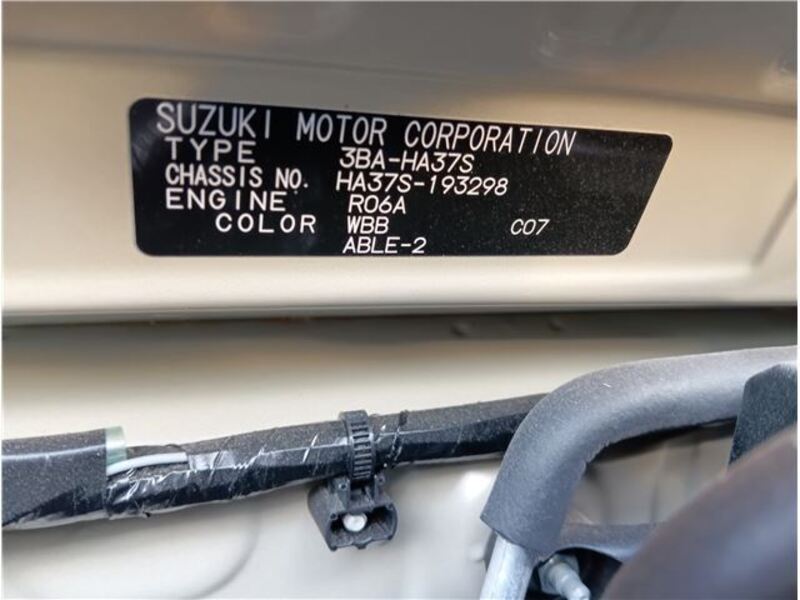 SUZUKI MOTOR CORPORATION
TYPE 3BA-HA37S
CHASSIS NO. HA37S-193298
ENGINE R06A
COLOR WBB C07
ABLE-2